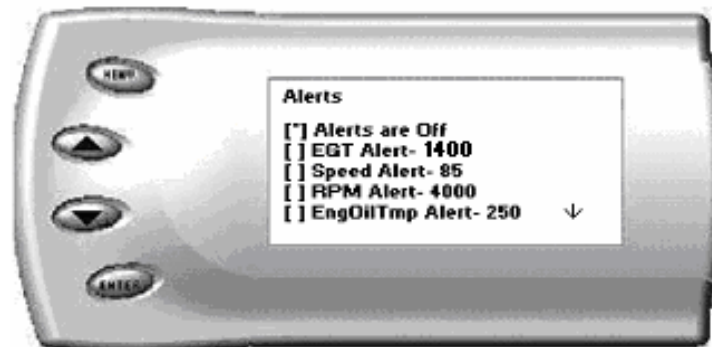 MENU
Alerts
[*] Alerts are Off
[ ] EGT Alert- 1400
[ ] Speed Alert- 85
[ ] RPM Alert- 4000
[ ] EngOilTmp Alert- 250
ENTER